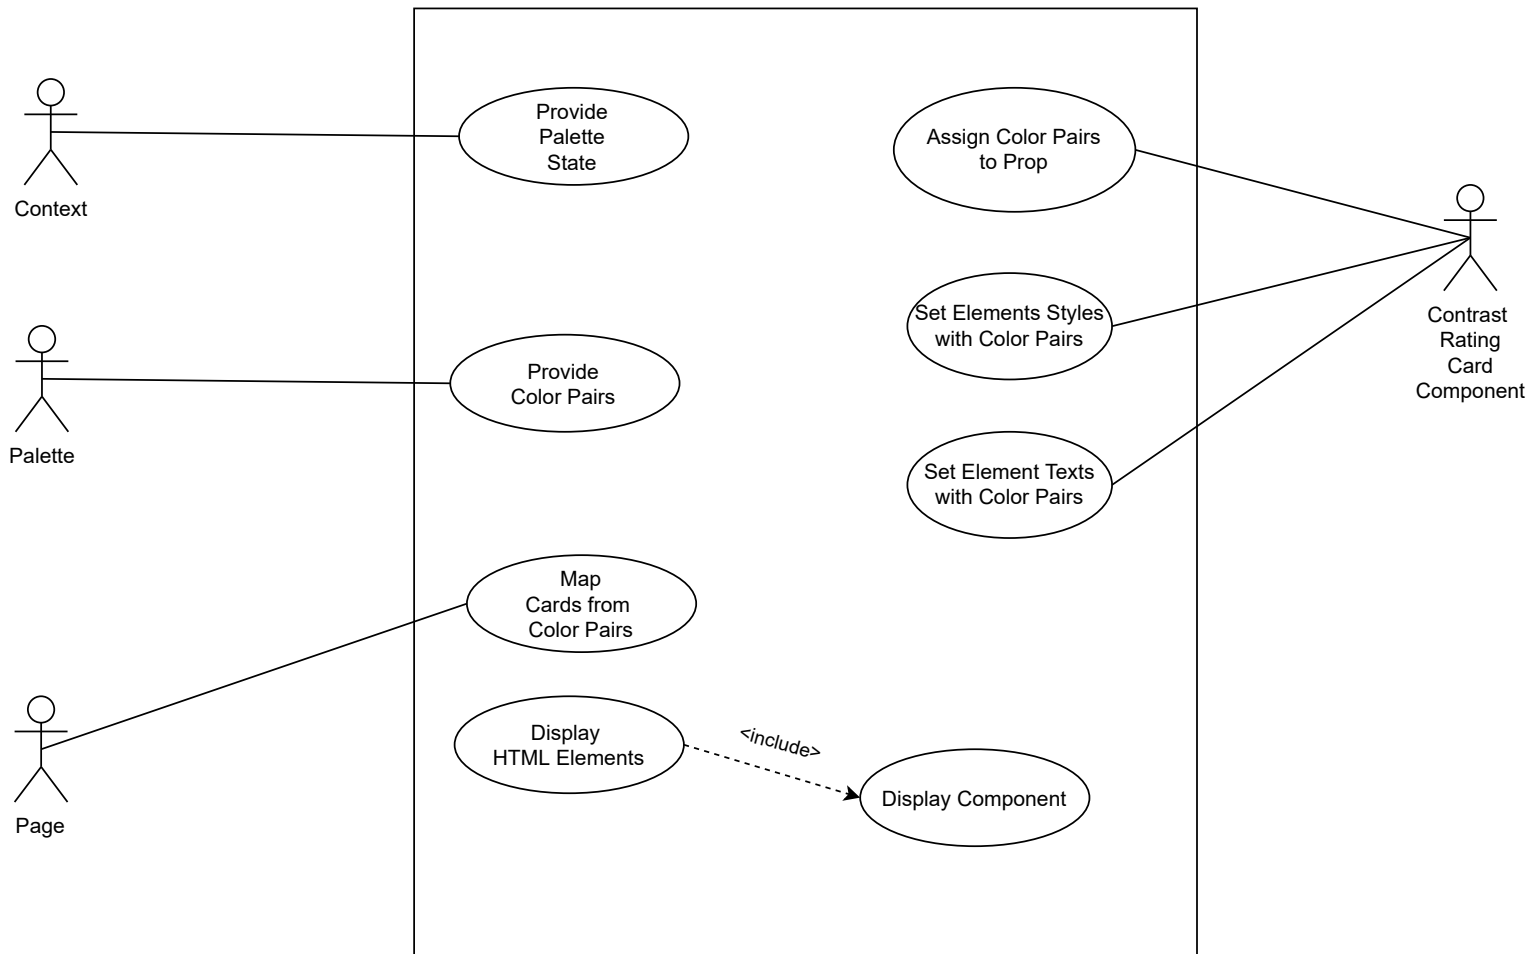 Provide
Palette
State
Assign Color Pairs
to Prop
Context
Set Elements Styles
with Color Pairs
Contrast
Rating
Card
Component
Provide
Color Pairs
Palette
Set Element Texts
with Color Pairs
Map
Cards from
Color Pairs
Display
HTML Elements
<include>
Display Component
Page